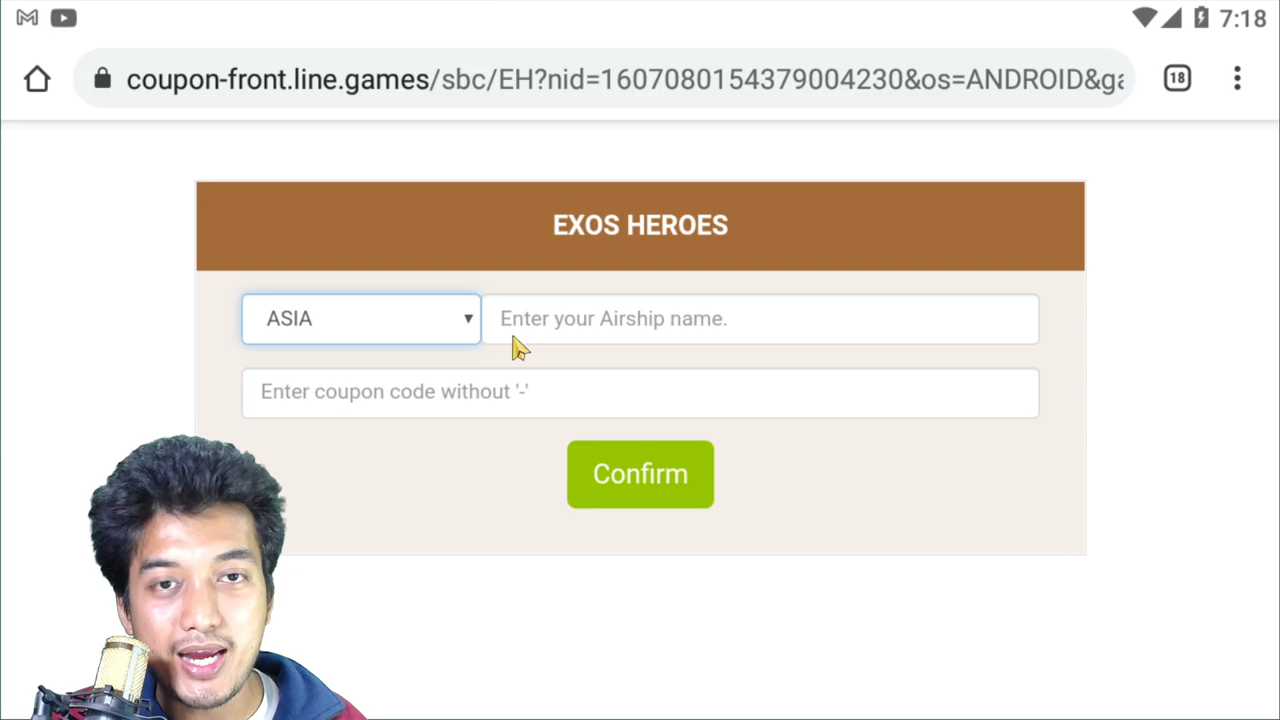 7:18
coupon-front.line.games/sbc/EH?nid=1607080154379004230&os=ANDROID&ga
18
EXOS HEROES
ASIA
Enter your Airship name.
Enter coupon code without '-'
Confirm